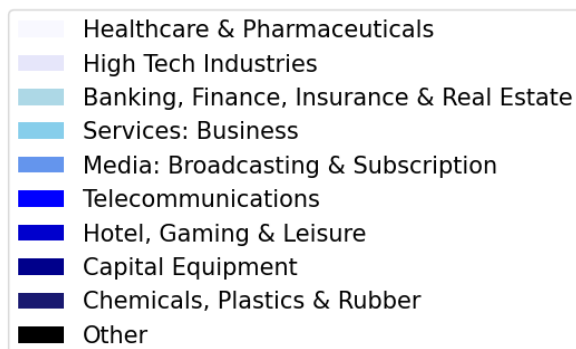 Healthcare & Pharmaceuticals
High Tech Industries
Banking, Finance, Insurance & Real Estate
Services: Business
Media: Broadcasting & Subscription
Telecommunications
Hotel, Gaming & Leisure
Capital Equipment
Chemicals, Plastics & Rubber
Other